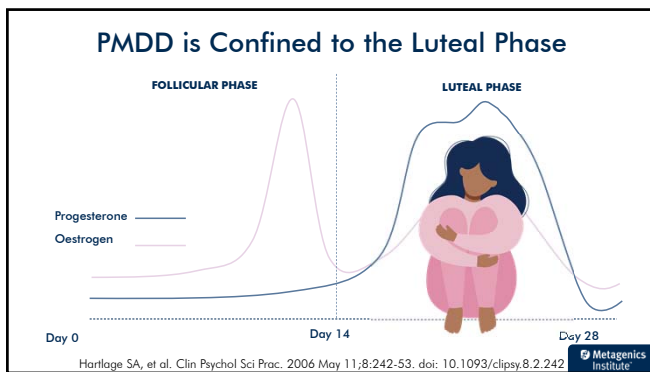 PMDD is Confined to the Luteal Phase
FOLLICULAR PHASE
LUTEAL PHASE
Progesterone
Oestrogen
Day 0
Day 14
Day 28
Hartlage SA, et al. Clin Psychol Sci Prac. 2006 May 11;8:242-53. doi: 10.1093/clipsy.8.2.242
Metagenics
Institute